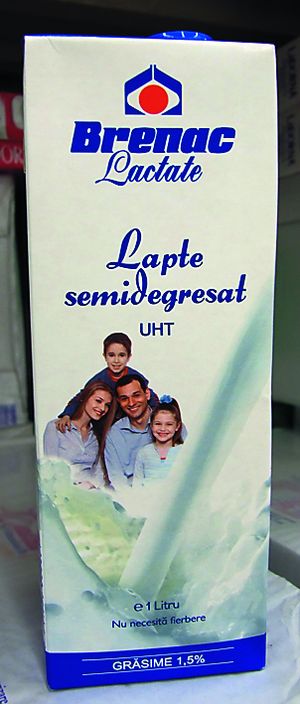 Brenac
Lactate
Lapte
semidegresat
UHT
e 1 Litru
Nu necesită fierbere
GRĂSIME 1,5%